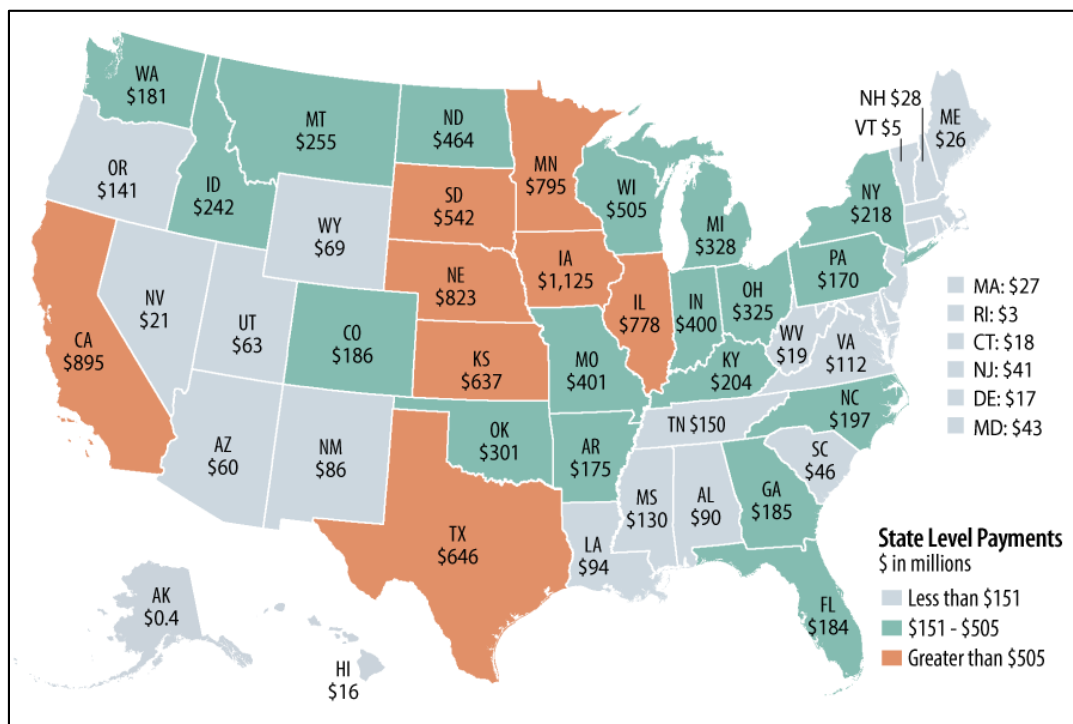 WA
$181
MT
$255
ND
$464
MN
$795
NH $28
VT $5
ME
$26
OR
$141
ID
$242
WY
$69
SD
$542
WI
$505
MI
$328
NY
$218
NE
$823
IA
$1,125
PA
$170
CA
$895
NV
$21
UT
$63
CO
$186
KS
$637
MO
$401
IL
$778
IN
$400
OH
$325
KY
$204
WV
$19
VA
$112
MA: $27
RI: $3
CT: $18
NJ: $41
DE: $17
MD: $43
AZ
$60
NM
$86
OK
$301
AR
$175
TN $150
NC
$197
SC
$46
TX
$646
LA
$94
MS
$130
AL
$90
GA
$185
FL
$184
AK
$0.4
HI
$16
State Level Payments
$ in millions
Less than $151
$151 - $505
Greater than $505